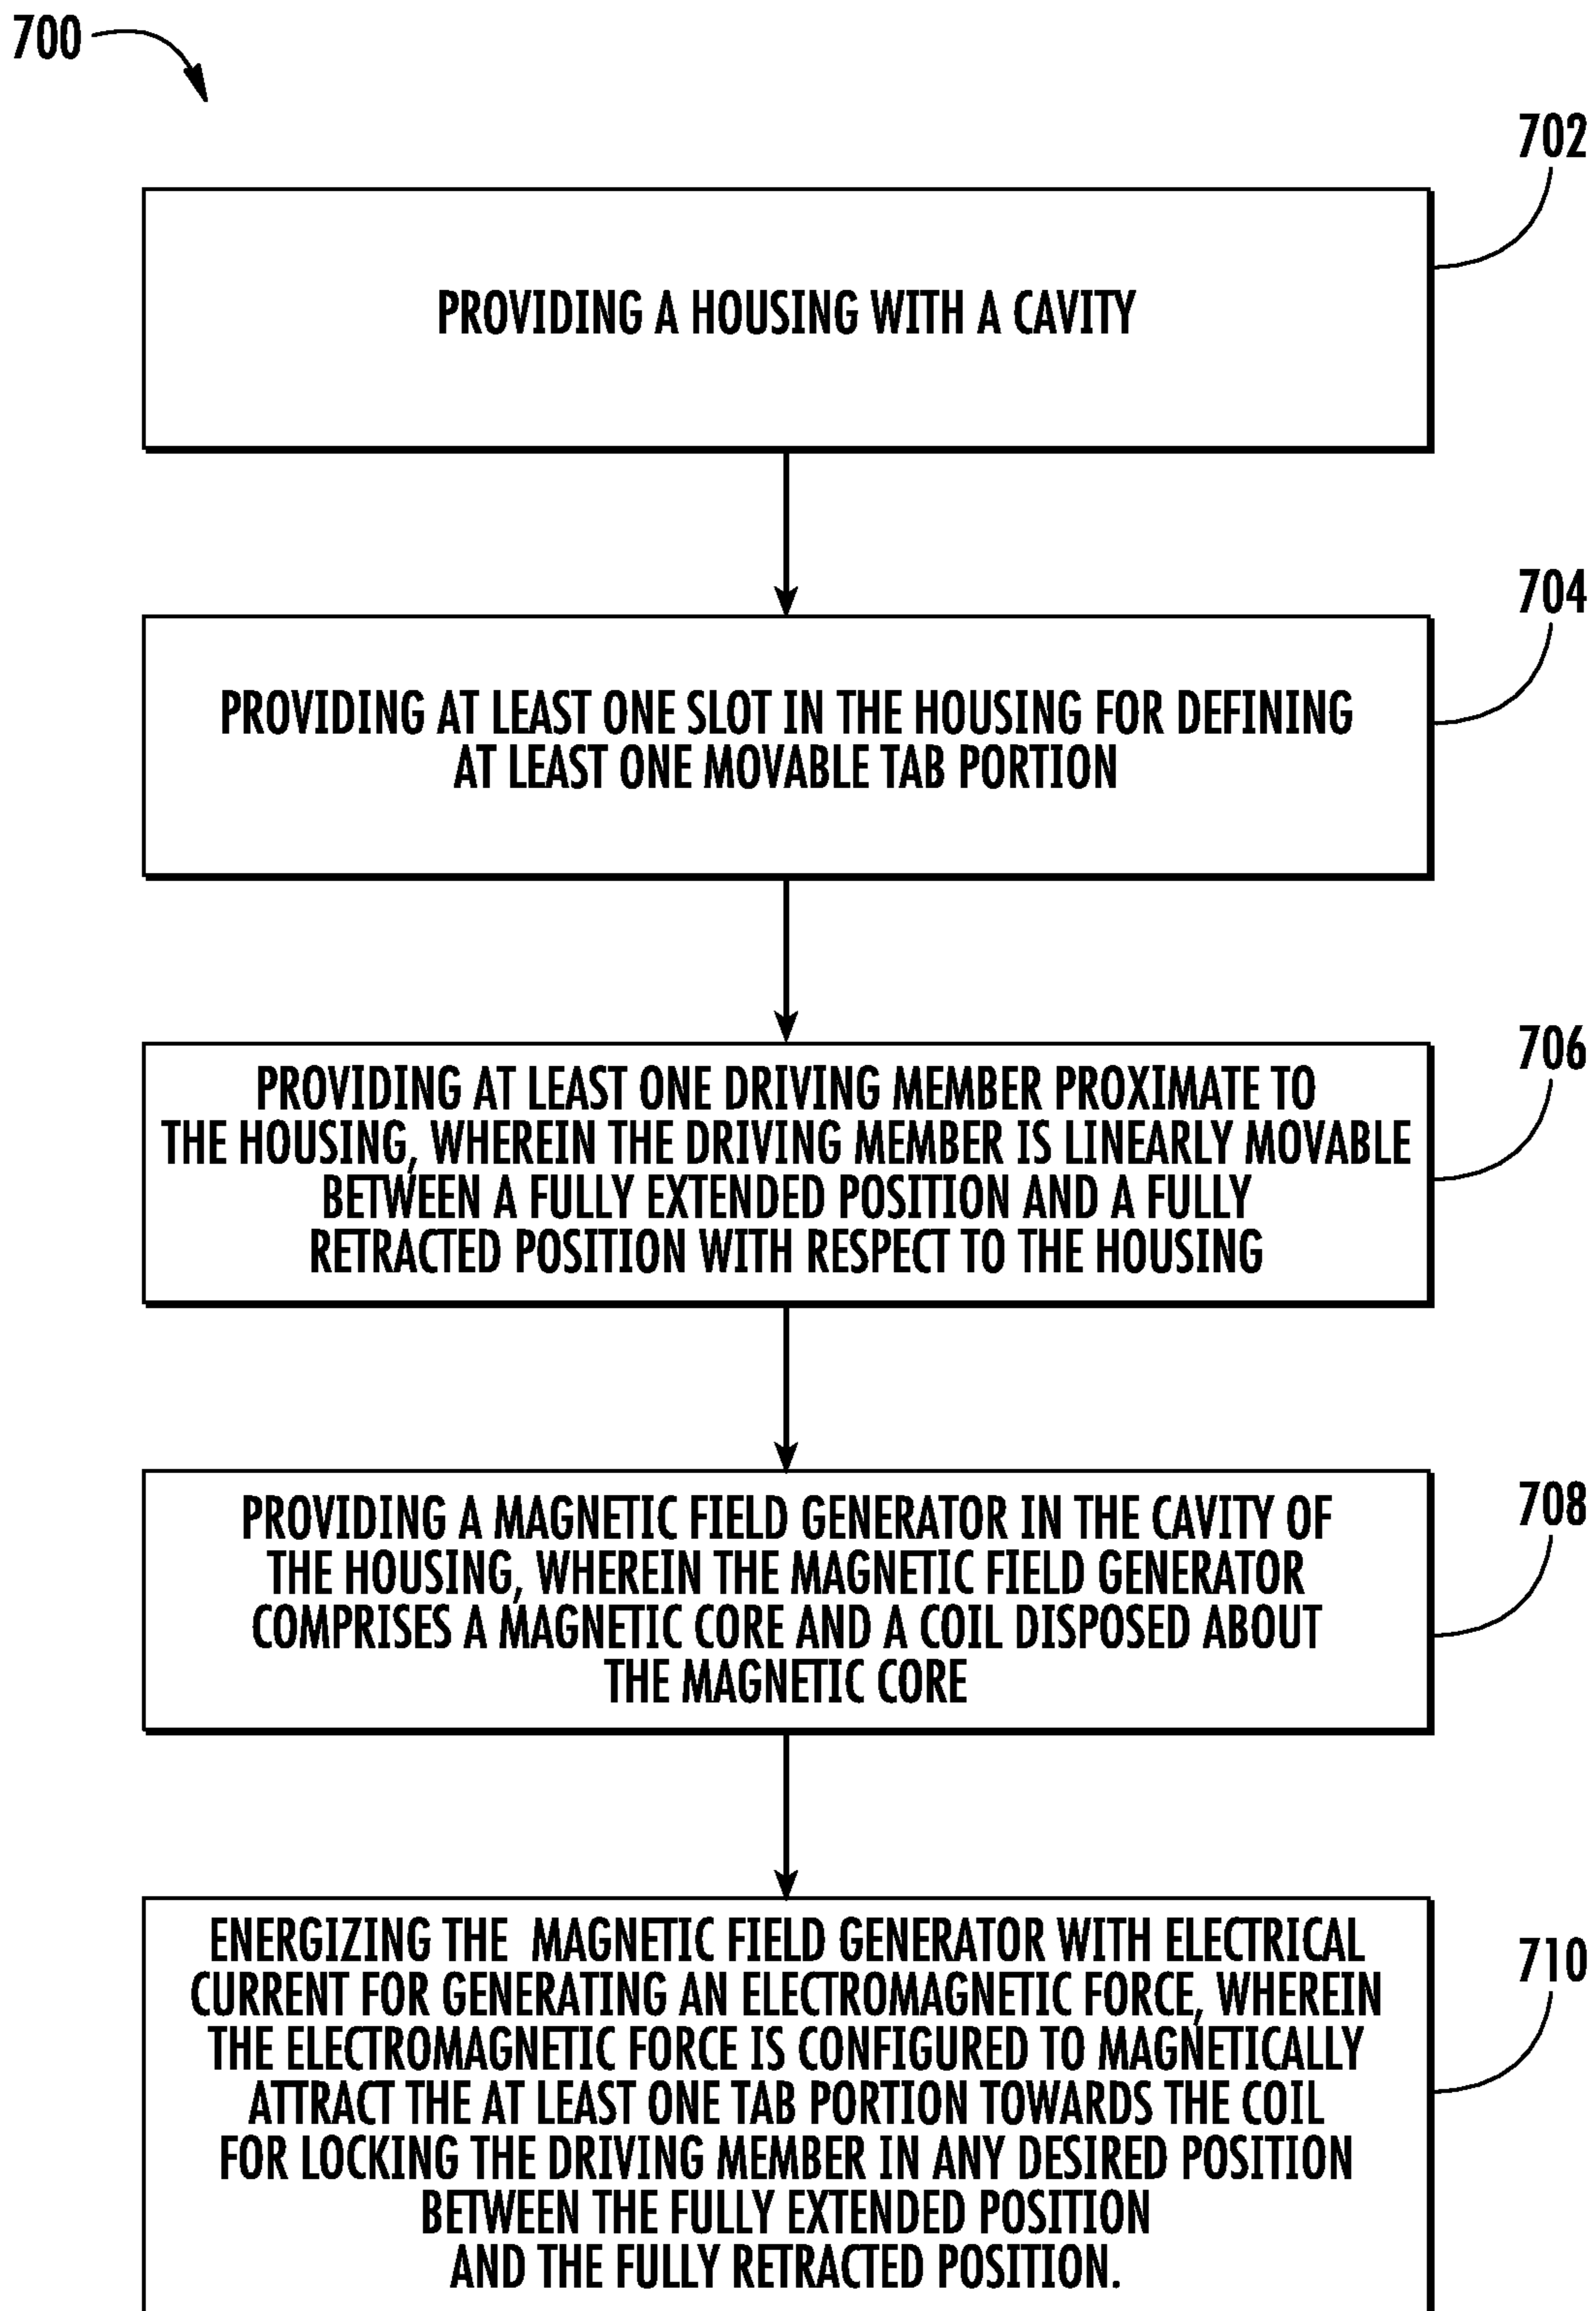 700
702
PROVIDING A HOUSING WITH A CAVITY
704
PROVIDING AT LEAST ONE SLOT IN THE HOUSING FOR DEFINING
AT LEAST ONE MOVABLE TAB PORTION
706
PROVIDING AT LEAST ONE DRIVING MEMBER PROXIMATE TO
THE HOUSING, WHEREIN THE DRIVING MEMBER IS LINEARLY MOVABLE
BETWEEN A FULLY EXTENDED POSITION AND A FULLY
RETRACTED POSITION WITH RESPECT TO THE HOUSING
708
PROVIDING A MAGNETIC FIELD GENERATOR IN THE CAVITY OF
THE HOUSING, WHEREIN THE MAGNETIC FIELD GENERATOR
COMPRISES A MAGNETIC CORE AND A COIL DISPOSED ABOUT
THE MAGNETIC CORE
710
ENERGIZING THE MAGNETIC FIELD GENERATOR WITH ELECTRICAL
CURRENT FOR GENERATING AN ELECTROMAGNETIC FORCE, WHEREIN
THE ELECTROMAGNETIC FORCE IS CONFIGURED TO MAGNETICALLY
ATTRACT THE AT LEAST ONE TAB PORTION TOWARDS THE COIL
FOR LOCKING THE DRIVING MEMBER IN ANY DESIRED POSITION
BETWEEN THE FULLY EXTENDED POSITION
AND THE FULLY RETRACTED POSITION.